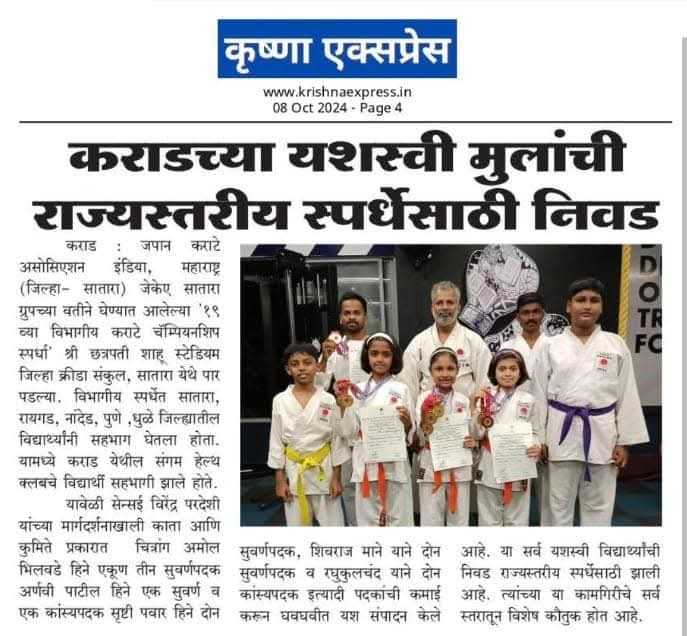 कृष्णा एक्सप्रेस
www.krishnaexpress.in
08 Oct 2024 - Page 4
कराडच्या यशस्वी मुलांची
राज्यस्तरीय स्पर्धेसाठी निवड
कराड : जपान कराटे
असोसिएशन इंडिया, महाराष्ट्र
(जिल्हा- सातारा) जेकेए सातारा
ग्रुपच्या वतीने घेण्यात आलेल्या '१९
व्या विभागीय कराटे चॅम्पियनशिप
स्पर्धा' श्री छत्रपती शाहू स्टेडियम
जिल्हा क्रीडा संकुल, सातारा येथे पार
पडल्या. विभागीय स्पर्धेत सातारा,
रायगड, नांदेड, पुणे ,धुळे जिल्ह्यातील
विद्यार्थ्यांनी सहभाग घेतला होता.
यामध्ये कराड येथील संगम हेल्थ
क्लबचे विद्यार्थी सहभागी झाले होते.
यावेळी सेन्सई विरेंद्र परदेशी
यांच्या मार्गदर्शनाखाली काता आणि
कुमिते प्रकारात चित्रांग अमोल
भिलवडे हिने एकूण तीन सुवर्णपदक
अर्णवी पाटील हिने एक सुवर्ण व
एक कांस्यपदक सृष्टी पवार हिने दोन
सुवर्णपदक, शिवराज माने याने दोन
सुवर्णपदक व रघुकुलचंद याने दोन
कांस्यपदक इत्यादी पदकांची कमाई
करून घवघवीत यश संपादन केले
आहे. या सर्व यशस्वी विद्यार्थ्यांची
निवड राज्यस्तरीय स्पर्धेसाठी झाली
आहे. त्यांच्या या कामगिरीचे सर्व
स्तरातून विशेष कौतुक होत आहे.